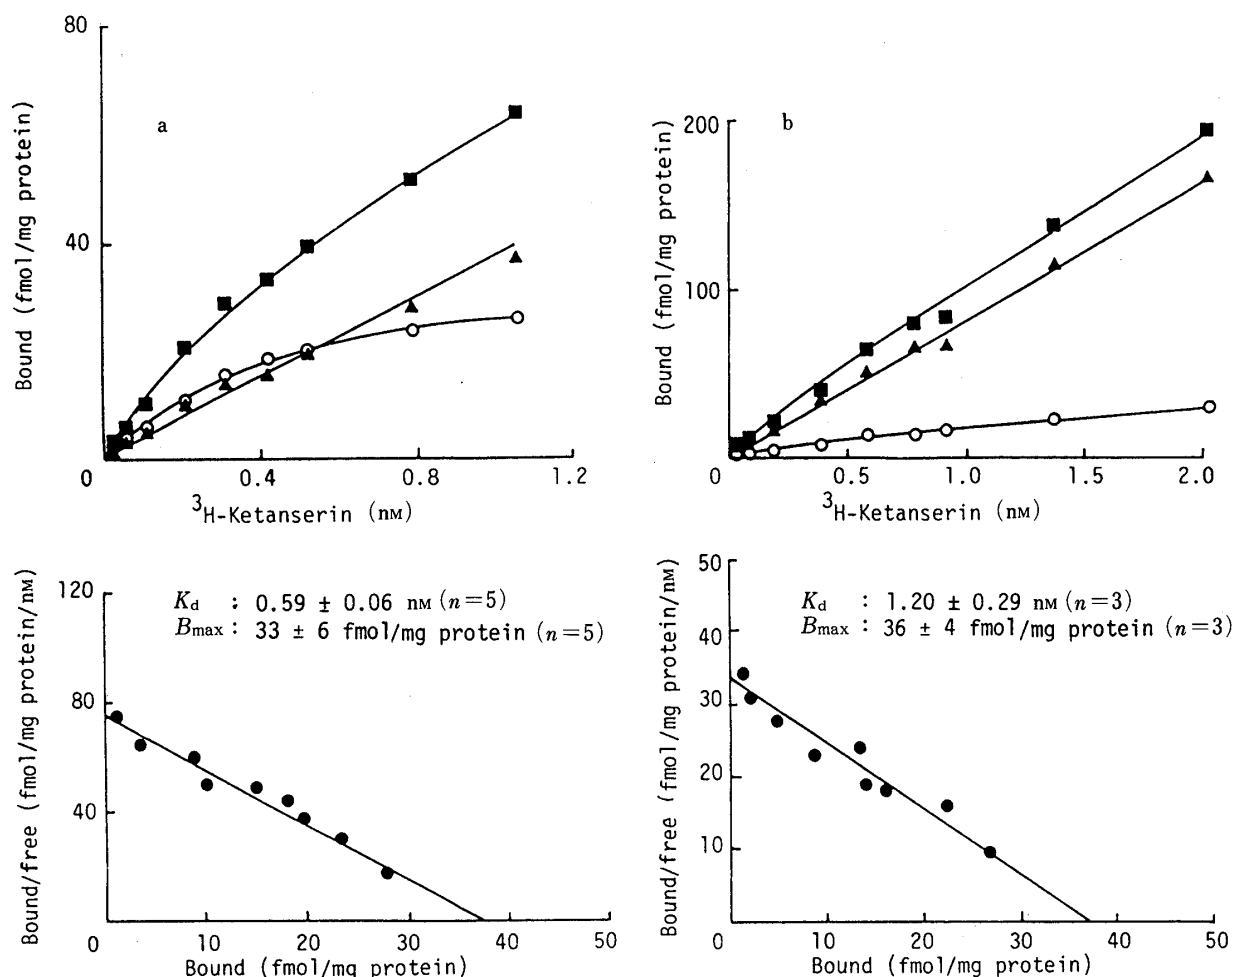 80
40
0
Bound (fmol/mg protein)
a
0.4
0.8
1.2
³H-Ketanserin (nM)
200
100
0
Bound (fmol/mg protein)
b
0.5
1.0
1.5
2.0
³H-Ketanserin (nM)
120
80
40
0
Bound/free (fmol/mg protein/nM)
Kd : 0.59 ± 0.06 nM (n=5)
Bmax : 33 ± 6 fmol/mg protein (n=5)
10
20
30
40
50
Bound (fmol/mg protein)
50
40
30
20
10
0
Bound/free (fmol/mg protein/nM)
Kd : 1.20 ± 0.29 nM (n=3)
Bmax : 36 ± 4 fmol/mg protein (n=3)
10
20
30
40
50
Bound (fmol/mg protein)